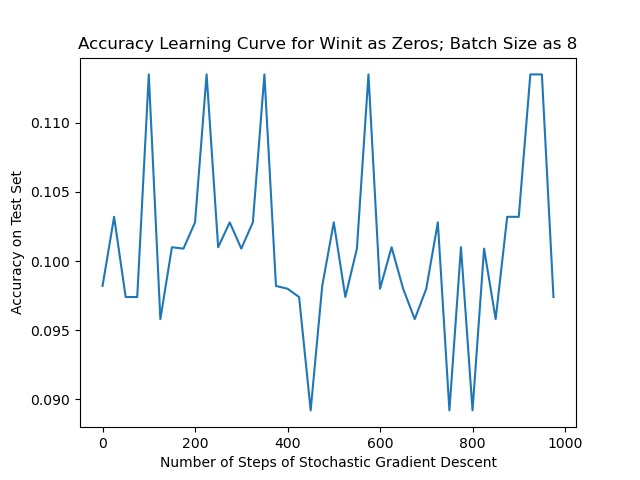 Accuracy Learning Curve for Winit as Zeros; Batch Size as 8
Accuracy on Test Set
0.110
0.105
0.100
0.095
0.090
0 200 400 600 800 1000
Number of Steps of Stochastic Gradient Descent